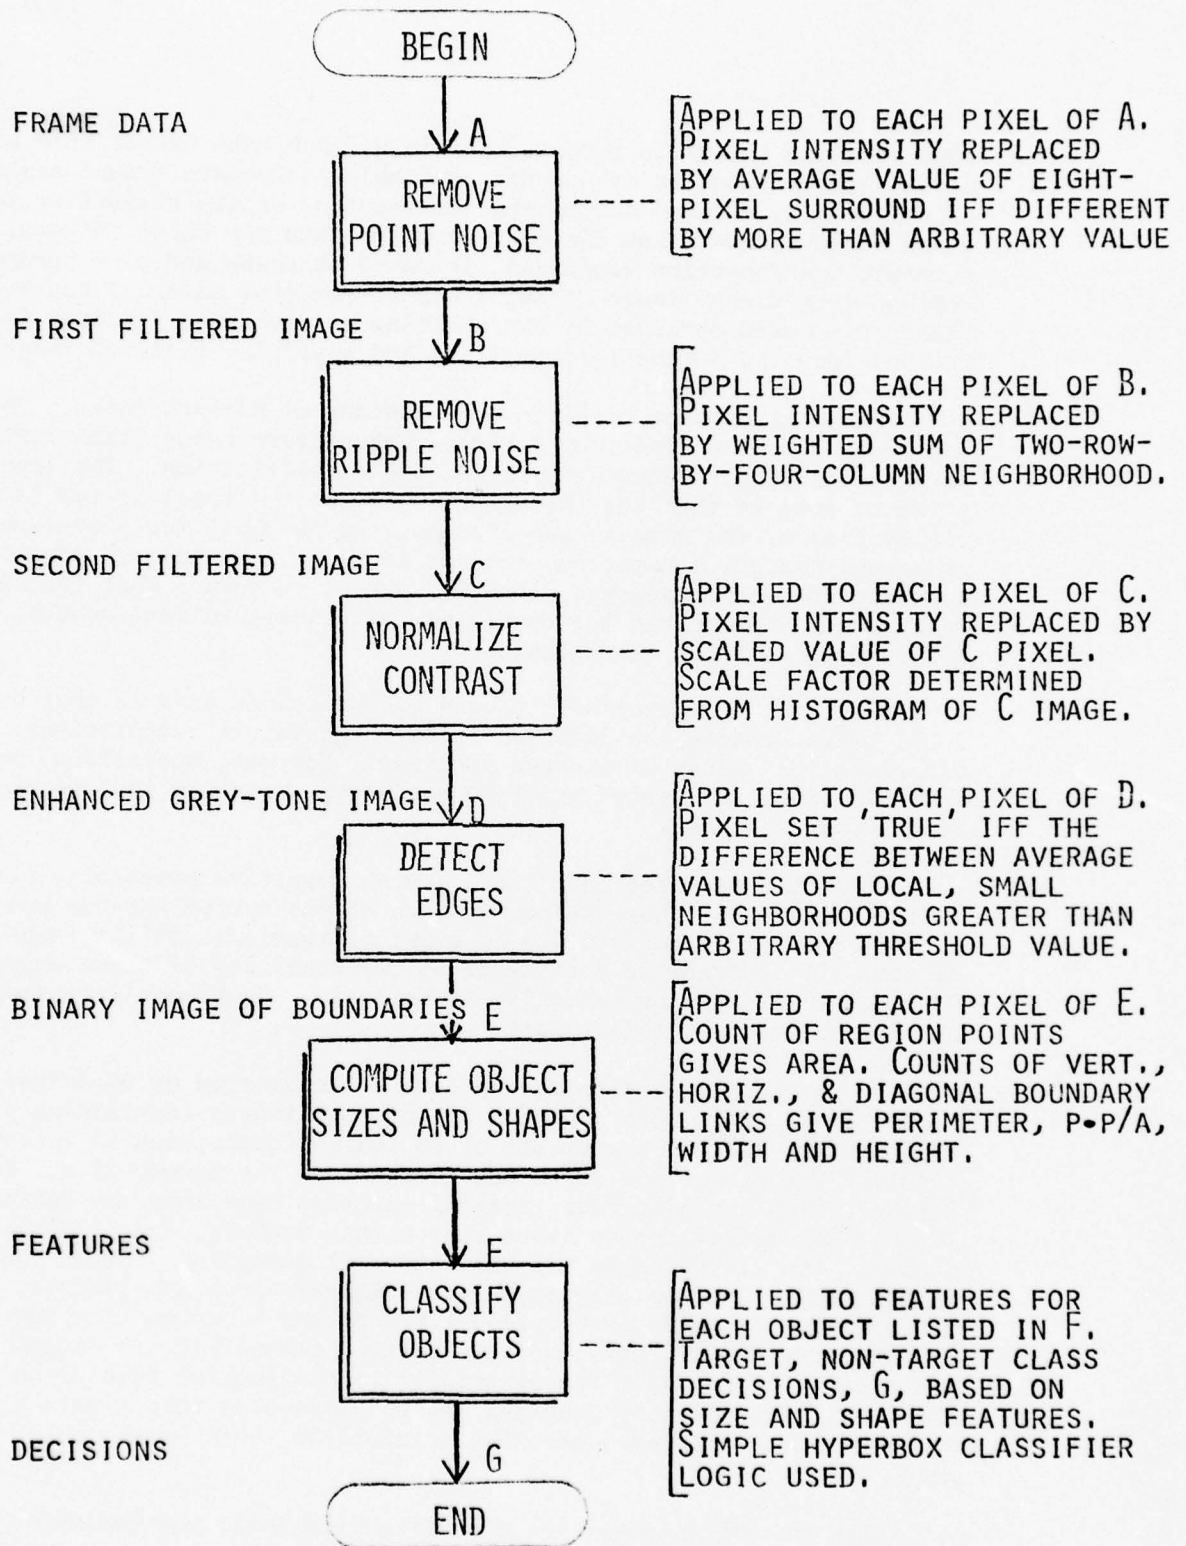 BEGIN
FRAME DATA
A
REMOVE
POINT NOISE
APPLIED TO EACH PIXEL OF A.
PIXEL INTENSITY REPLACED
BY AVERAGE VALUE OF EIGHT-
PIXEL SURROUND IFF DIFFERENT
BY MORE THAN ARBITRARY VALUE
FIRST FILTERED IMAGE
B
REMOVE
RIPPLE NOISE
APPLIED TO EACH PIXEL OF B.
PIXEL INTENSITY REPLACED
BY WEIGHTED SUM OF TWO-ROW-
BY-FOUR-COLUMN NEIGHBORHOOD.
SECOND FILTERED IMAGE
C
NORMALIZE
CONTRAST
APPLIED TO EACH PIXEL OF C.
PIXEL INTENSITY REPLACED BY
SCALED VALUE OF C PIXEL.
SCALE FACTOR DETERMINED
FROM HISTOGRAM OF C IMAGE.
ENHANCED GREY-TONE IMAGE
D
DETECT
EDGES
APPLIED TO EACH PIXEL OF D.
PIXEL SET 'TRUE' IFF THE
DIFFERENCE BETWEEN AVERAGE
VALUES OF LOCAL, SMALL
NEIGHBORHOODS GREATER THAN
ARBITRARY THRESHOLD VALUE.
BINARY IMAGE OF BOUNDARIES
E
COMPUTE OBJECT
SIZES AND SHAPES
APPLIED TO EACH PIXEL OF E.
COUNT OF REGION POINTS
GIVES AREA. COUNTS OF VERT.,
HORIZ., & DIAGONAL BOUNDARY
LINKS GIVE PERIMETER, P•P/A,
WIDTH AND HEIGHT.
FEATURES
F
CLASSIFY
OBJECTS
APPLIED TO FEATURES FOR
EACH OBJECT LISTED IN F.
TARGET, NON-TARGET CLASS
DECISIONS, G, BASED ON
SIZE AND SHAPE FEATURES.
SIMPLE HYPERBOX CLASSIFIER
LOGIC USED.
DECISIONS
G
END